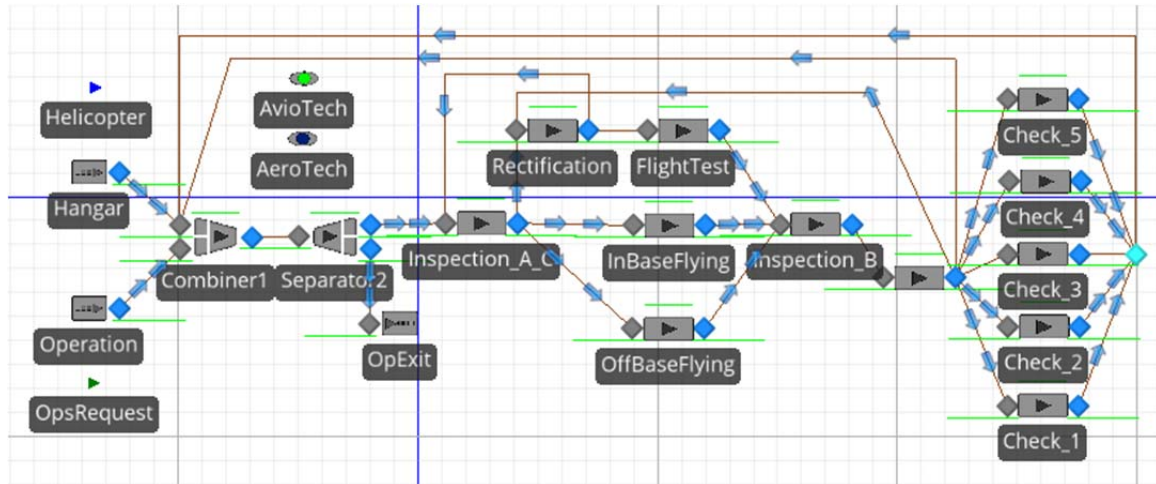 Helicopter
AvioTech
AeroTech
Hangar
Combiner1
Separator2
Operation
OpExit
OpsRequest
Rectification
FlightTest
Inspection_A_C
InBaseFlying
Inspection_B
OffBaseFlying
Check_5
Check_4
Check_3
Check_2
Check_1